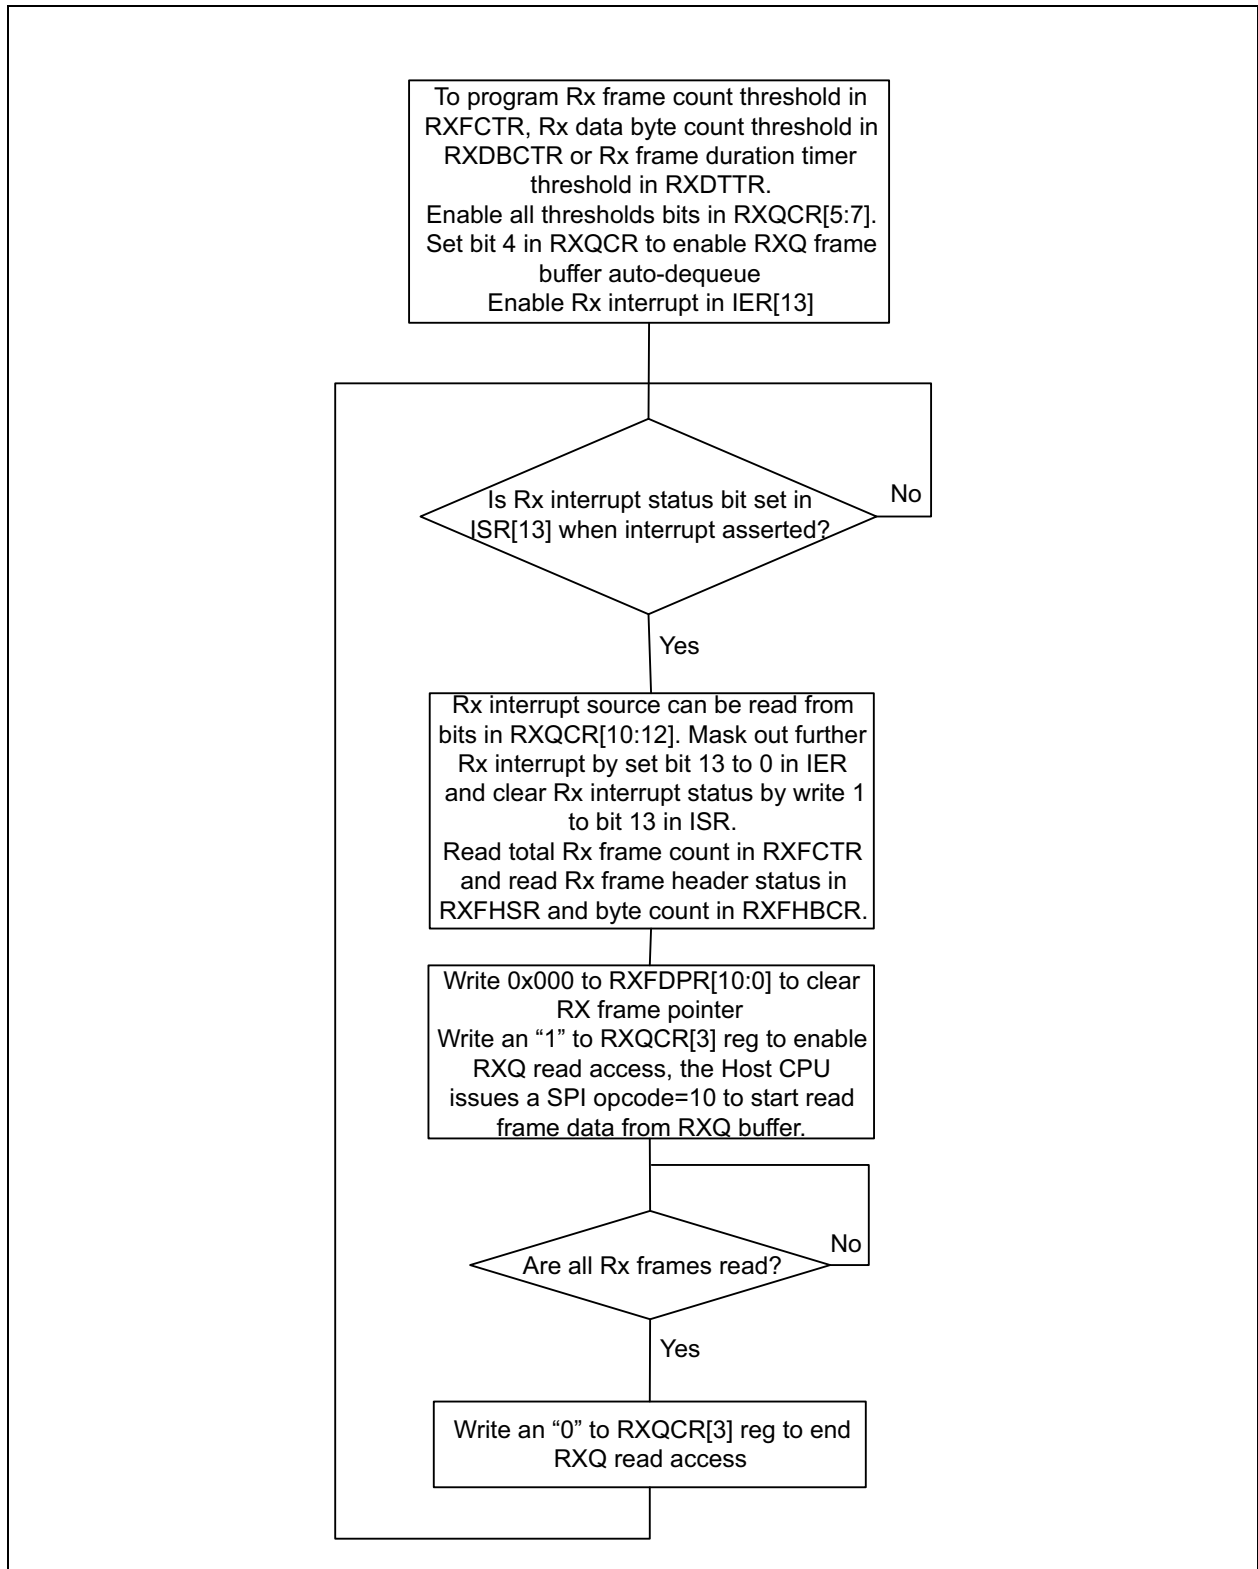 To program Rx frame count threshold in
RXFCTR, Rx data byte count threshold in
RXDBCTR or Rx frame duration timer
threshold in RXDTTR.
Enable all thresholds bits in RXQCR[5:7].
Set bit 4 in RXQCR to enable RXQ frame
buffer auto-dequeue
Enable Rx interrupt in IER[13]
Is Rx interrupt status bit set in
ISR[13] when interrupt asserted?
No
Yes
Rx interrupt source can be read from
bits in RXQCR[10:12]. Mask out further
Rx interrupt by set bit 13 to 0 in IER
and clear Rx interrupt status by write 1
to bit 13 in ISR.
Read total Rx frame count in RXFCTR
and read Rx frame header status in
RXFHSR and byte count in RXFHBCR.
Write 0x000 to RXFDPR[10:0] to clear
RX frame pointer
Write an “1” to RXQCR[3] reg to enable
RXQ read access, the Host CPU
issues a SPI opcode=10 to start read
frame data from RXQ buffer.
Are all Rx frames read?
No
Yes
Write an “0” to RXQCR[3] reg to end
RXQ read access